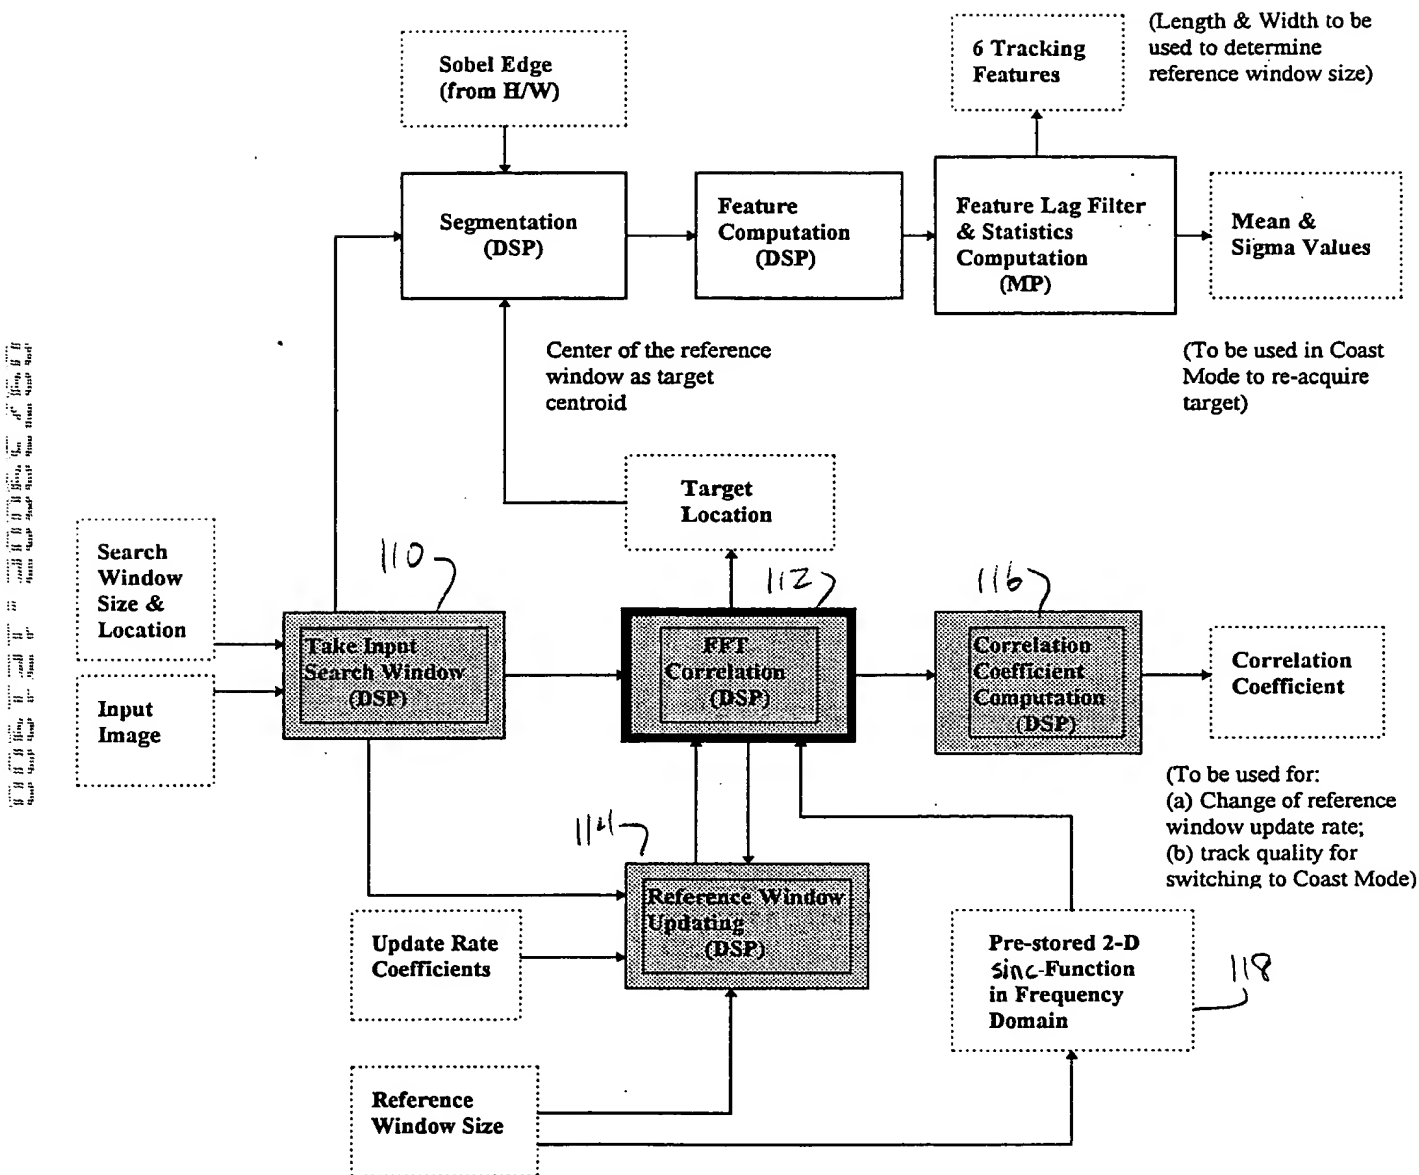 Sobel Edge
(from H/W)
6 Tracking
Features
(Length & Width to be
used to determine
reference window size)
Segmentation
(DSP)
Feature
Computation
(DSP)
Feature Lag Filter
& Statistics
Computation
(MP)
Mean &
Sigma Values
Center of the reference
window as target
centroid
(To be used in Coast
Mode to re-acquire
target)
Target
Location
Search
Window
Size &
Location
110
112
116
Take Input
Search Window
(DSP)
FFT
Correlation
(DSP)
Correlation
Coefficient
Computation
(DSP)
Correlation
Coefficient
Input
Image
(To be used for:
(a) Change of reference
window update rate;
(b) track quality for
switching to Coast Mode)
114
Reference Window
Updating
(DSP)
Update Rate
Coefficients
Pre-stored 2-D
sinc-Function
in Frequency
Domain
118
Reference
Window Size